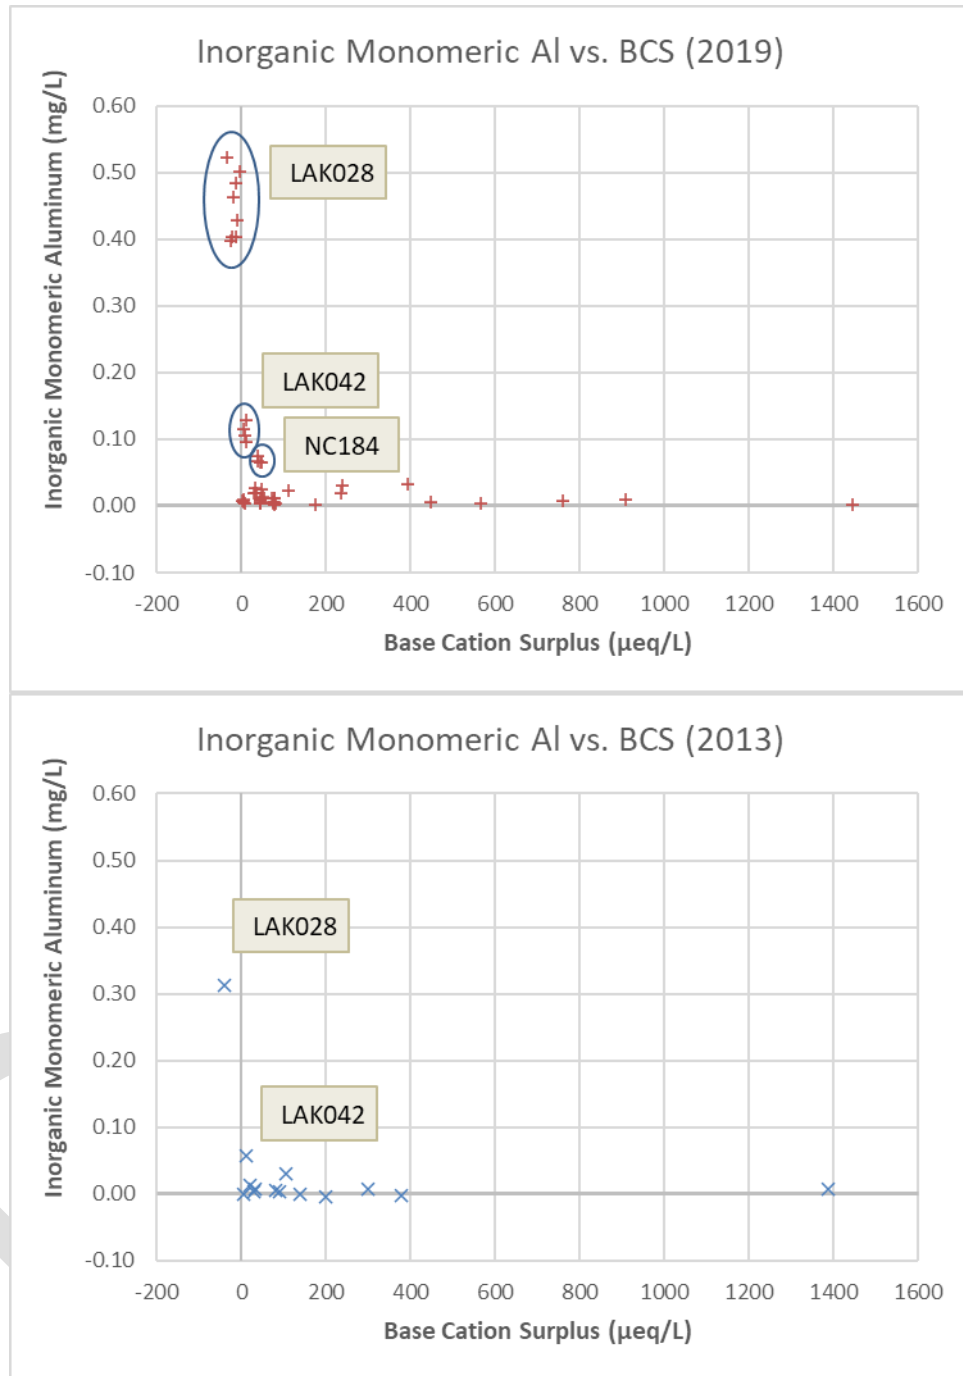 Inorganic Monomeric Al vs. BCS (2019)
Inorganic Monomeric Aluminum (mg/L)
0.60
0.50
0.40
0.30
0.20
0.10
0.00
-0.10
LAK028
LAK042
NC184
-200 0 200 400 600 800 1000 1200 1400 1600
Base Cation Surplus (µeq/L)
Inorganic Monomeric Al vs. BCS (2013)
Inorganic Monomeric Aluminum (mg/L)
0.60
0.50
0.40
0.30
0.20
0.10
0.00
-0.10
LAK028
LAK042
-200 0 200 400 600 800 1000 1200 1400 1600
Base Cation Surplus (µeq/L)